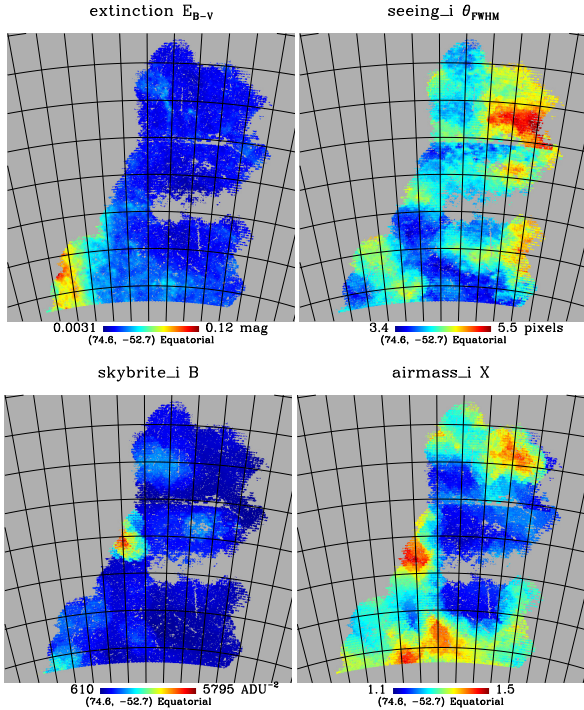 extinction E_B-V
seeing_i θ_FWHM
0.0031 0.12 mag
(74.6, −52.7) Equatorial
3.4 5.5 pixels
(74.6, −52.7) Equatorial
skybrite_i B
airmass_i X
610 5795 ADU⁻²
(74.6, −52.7) Equatorial
1.1 1.5
(74.6, −52.7) Equatorial